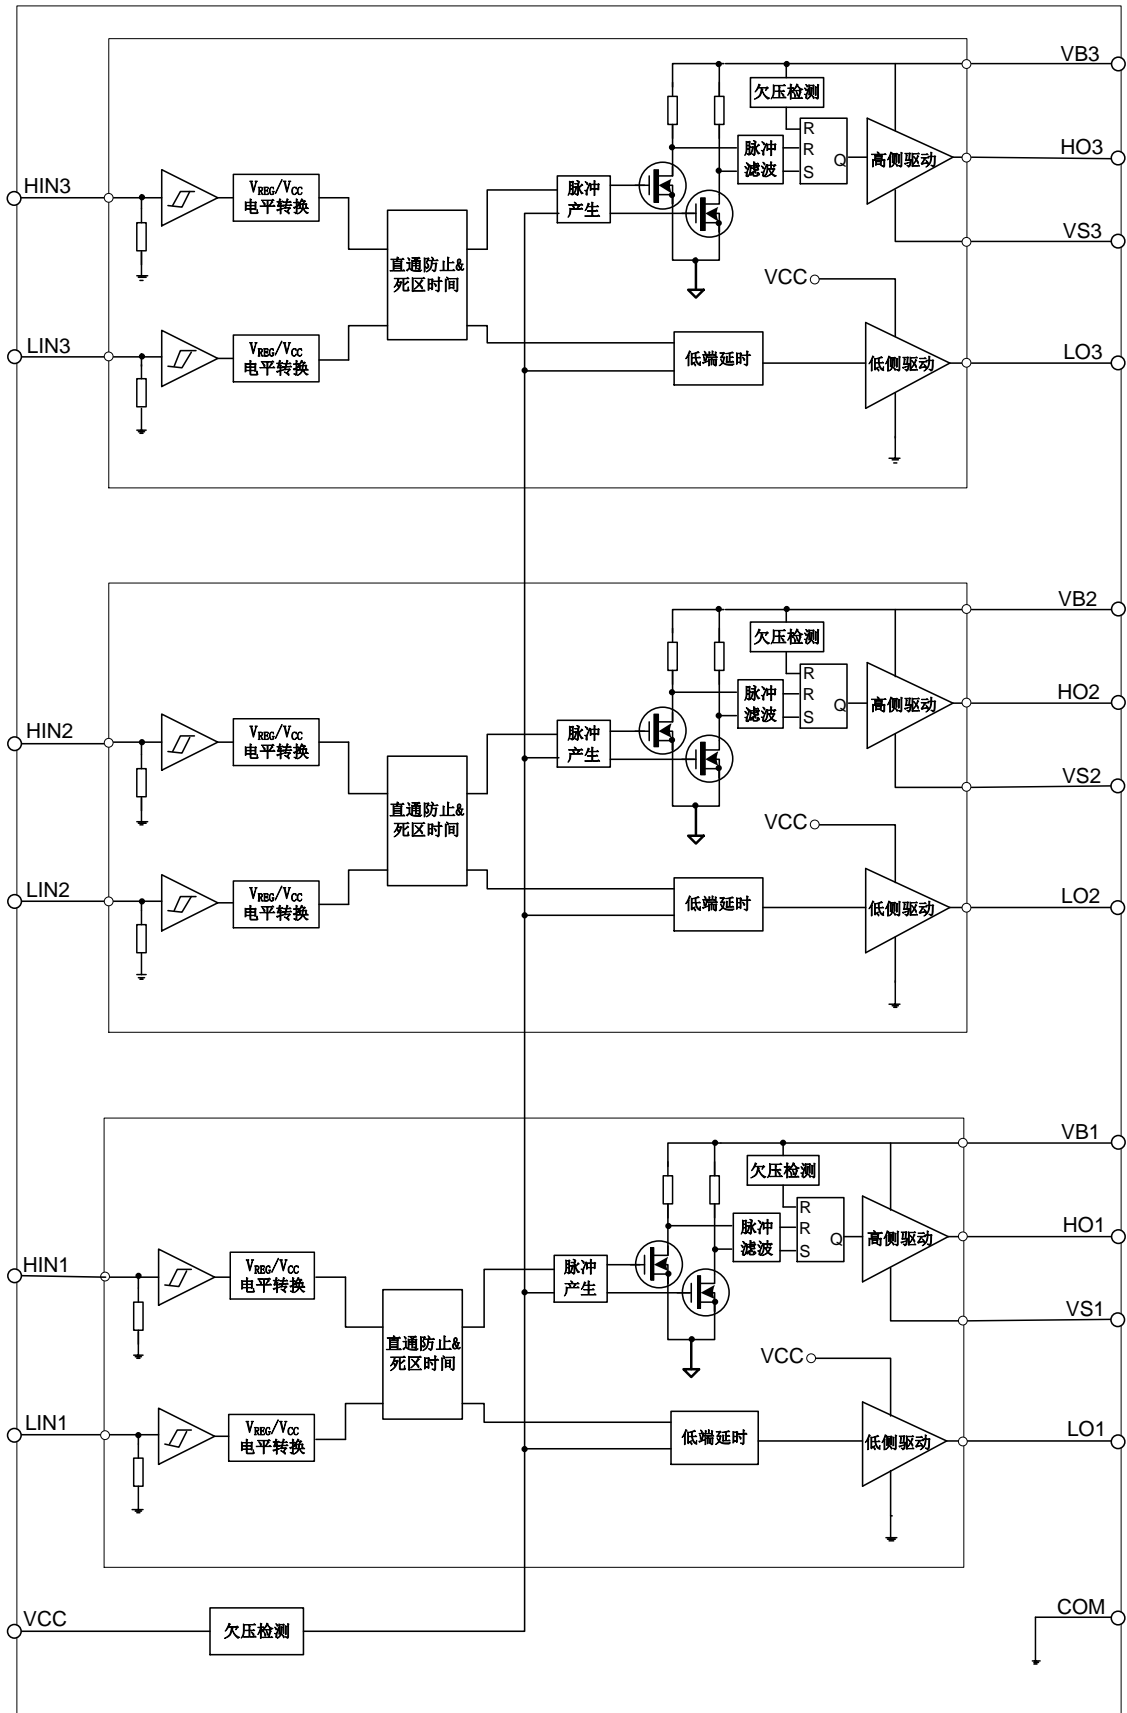 VB3
欠压检测
R
R
S
Q
脉冲
滤波
高侧驱动
HO3
HIN3
VREG/VCC
电平转换
脉冲
产生
VS3
直通防止&
死区时间
VCC
LIN3
VREG/VCC
电平转换
低端延时
低侧驱动
LO3
VB2
欠压检测
R
R
S
Q
脉冲
滤波
高侧驱动
HO2
HIN2
VREG/VCC
电平转换
脉冲
产生
VS2
直通防止&
死区时间
VCC
LIN2
VREG/VCC
电平转换
低端延时
低侧驱动
LO2
VB1
欠压检测
R
R
S
Q
脉冲
滤波
高侧驱动
HO1
HIN1
VREG/VCC
电平转换
脉冲
产生
VS1
直通防止&
死区时间
VCC
LIN1
VREG/VCC
电平转换
低端延时
低侧驱动
LO1
VCC
欠压检测
COM